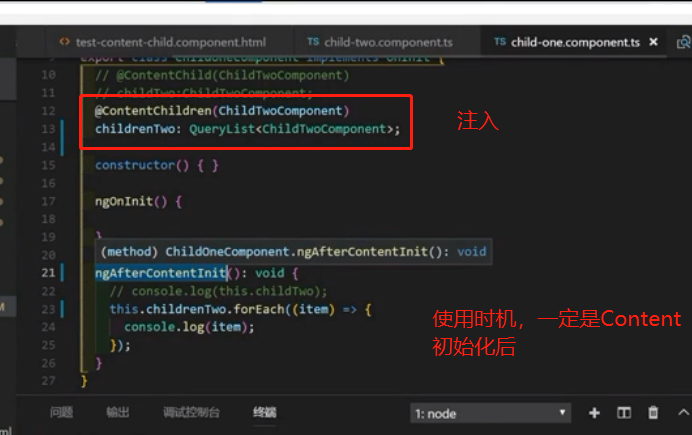 test-content-child.component.html
TS child-two.component.ts
TS child-one.component.ts
9 export class ChildOneComponent implements OnInit {
10 // @ContentChild(ChildTwoComponent)
11 // childTwo:ChildTwoComponent;
12 @ContentChildren(ChildTwoComponent)
13 childrenTwo: QueryList<ChildTwoComponent>;
注入
14
15 constructor() { }
16
17 ngOnInit() {
18
19 }
20 (method) ChildOneComponent.ngAfterContentInit(): void
21 ngAfterContentInit(): void {
22 // console.log(this.childTwo);
23 this.childrenTwo.forEach((item) => {
24 console.log(item);
25 });
26 }
27 }
使用时机，一定是Content
初始化后
问题 输出 调试控制台 终端 1: node